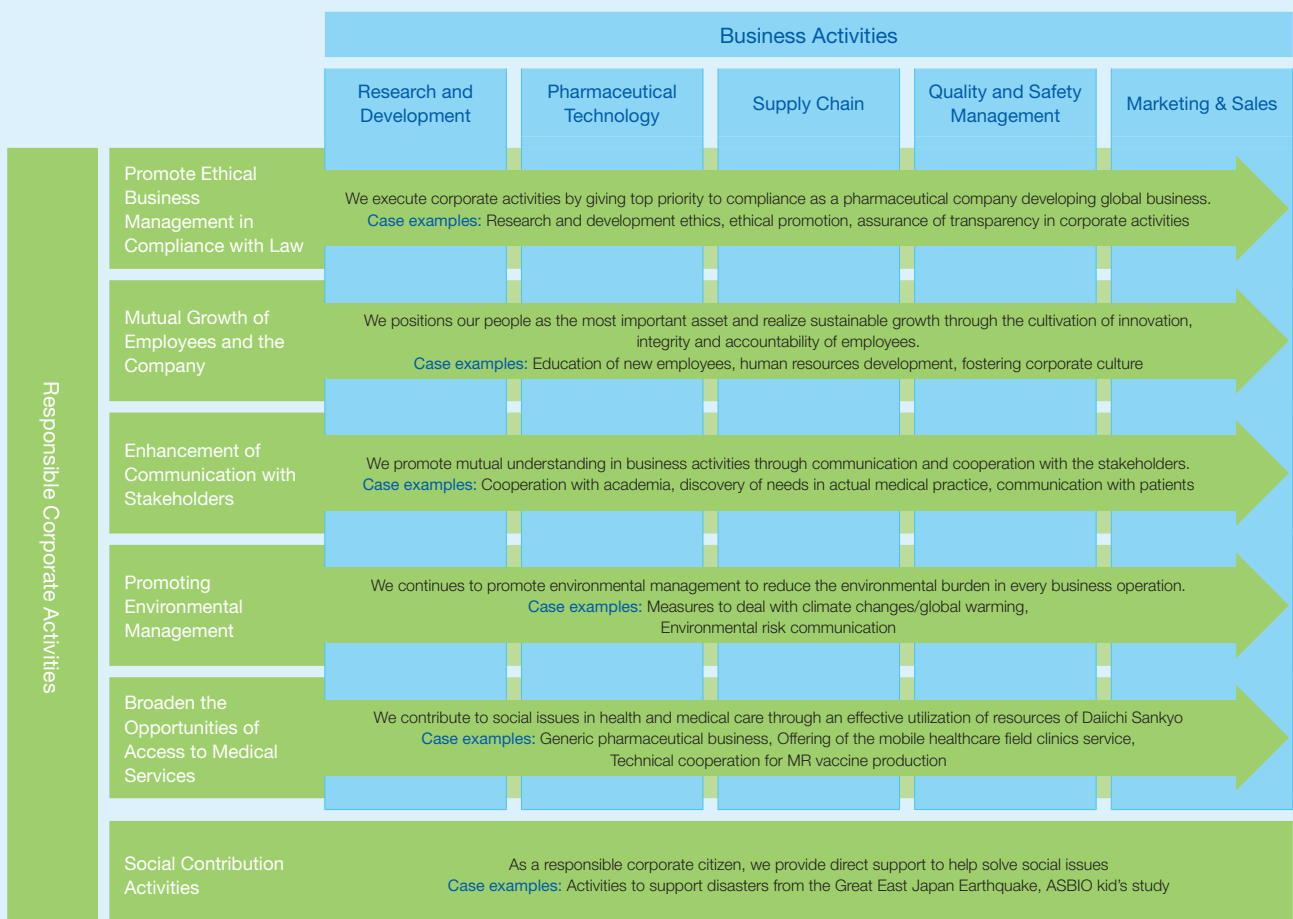 Business Activities
Research and
Development
Pharmaceutical
Technology
Supply Chain
Quality and Safety
Management
Marketing & Sales
Responsible Corporate Activities
Promote Ethical
Business
Management in
Compliance with Law
We execute corporate activities by giving top priority to compliance as a pharmaceutical company developing global business.
Case examples: Research and development ethics, ethical promotion, assurance of transparency in corporate activities
Mutual Growth of
Employees and the
Company
We positions our people as the most important asset and realize sustainable growth through the cultivation of innovation,
integrity and accountability of employees.
Case examples: Education of new employees, human resources development, fostering corporate culture
Enhancement of
Communication with
Stakeholders
We promote mutual understanding in business activities through communication and cooperation with the stakeholders.
Case examples: Cooperation with academia, discovery of needs in actual medical practice, communication with patients
Promoting
Environmental
Management
We continues to promote environmental management to reduce the environmental burden in every business operation.
Case examples: Measures to deal with climate changes/global warming,
Environmental risk communication
Broaden the
Opportunities of
Access to Medical
Services
We contribute to social issues in health and medical care through an effective utilization of resources of Daiichi Sankyo
Case examples: Generic pharmaceutical business, Offering of the mobile healthcare field clinics service,
Technical cooperation for MR vaccine production
Social Contribution
Activities
As a responsible corporate citizen, we provide direct support to help solve social issues
Case examples: Activities to support disasters from the Great East Japan Earthquake, ASBIO kid's study